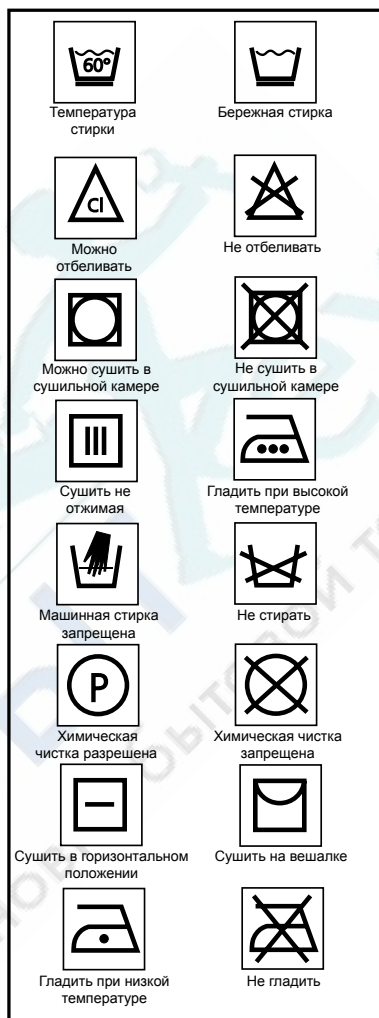 60°
Температура
стирки
Бережная стирка
Cl
Можно
отбеливать
Не отбеливать
Можно сушить в
сушильной камере
Не сушить в
сушильной камере
Сушить не
отжимая
Гладить при высокой
температуре
Машинная стирка
запрещена
Не стирать
P
Химическая
чистка разрешена
Химическая чистка
запрещена
Сушить в горизонтальном
положении
Сушить на вешалке
Гладить при низкой
температуре
Не гладить